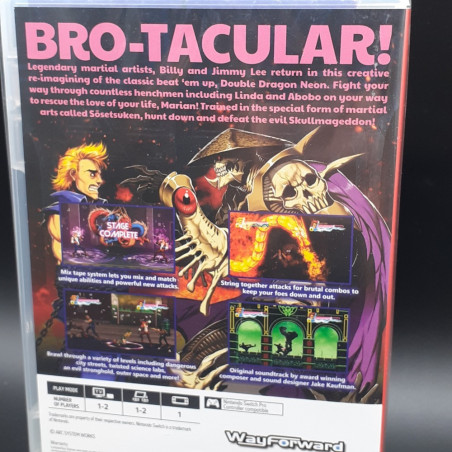 BRO-TACULAR!
Legendary martial artists, Billy and Jimmy Lee return in this creative
re-imagining of the classic beat 'em up, Double Dragon Neon. Fight your
way through countless henchmen including Linda and Abobo on your way
to rescue the love of your life, Marian! Trained in the special form of martial
arts called Sōsetsuken, hunt down and defeat the evil Skullmageddon!
STAGE
COMPLETE
Mix tape system lets you mix and match
unique abilities and powerful new attacks.
String together attacks for brutal combos to
keep your foes down and out.
Brawl through a variety of levels including dangerous
city streets, twisted science labs,
an evil stronghold, outer space and more!
Original soundtrack by award winning
composer and sound designer Jake Kaufman.
PLAY MODE
NUMBER
OF PLAYERS
1-2
1-2
1
Nintendo Switch Pro
Controller compatible
© ARC SYSTEM WORKS
WayForward